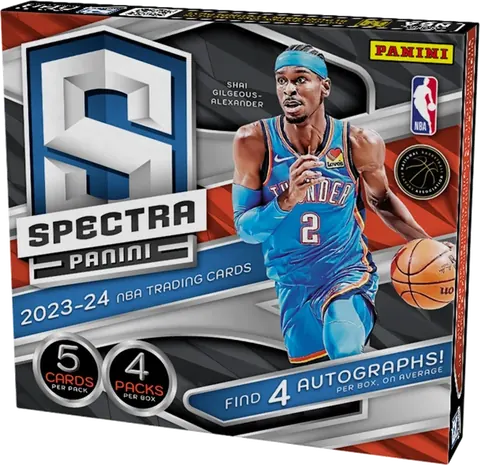 PANINI
SHAI
GILGEOUS-
ALEXANDER
NBA
S
SPECTRA
PANINI
THUNDER
2
2023-24 NBA TRADING CARDS
5
CARDS
PER PACK
4
PACKS
PER BOX
FIND 4 AUTOGRAPHS!
PER BOX, ON AVERAGE